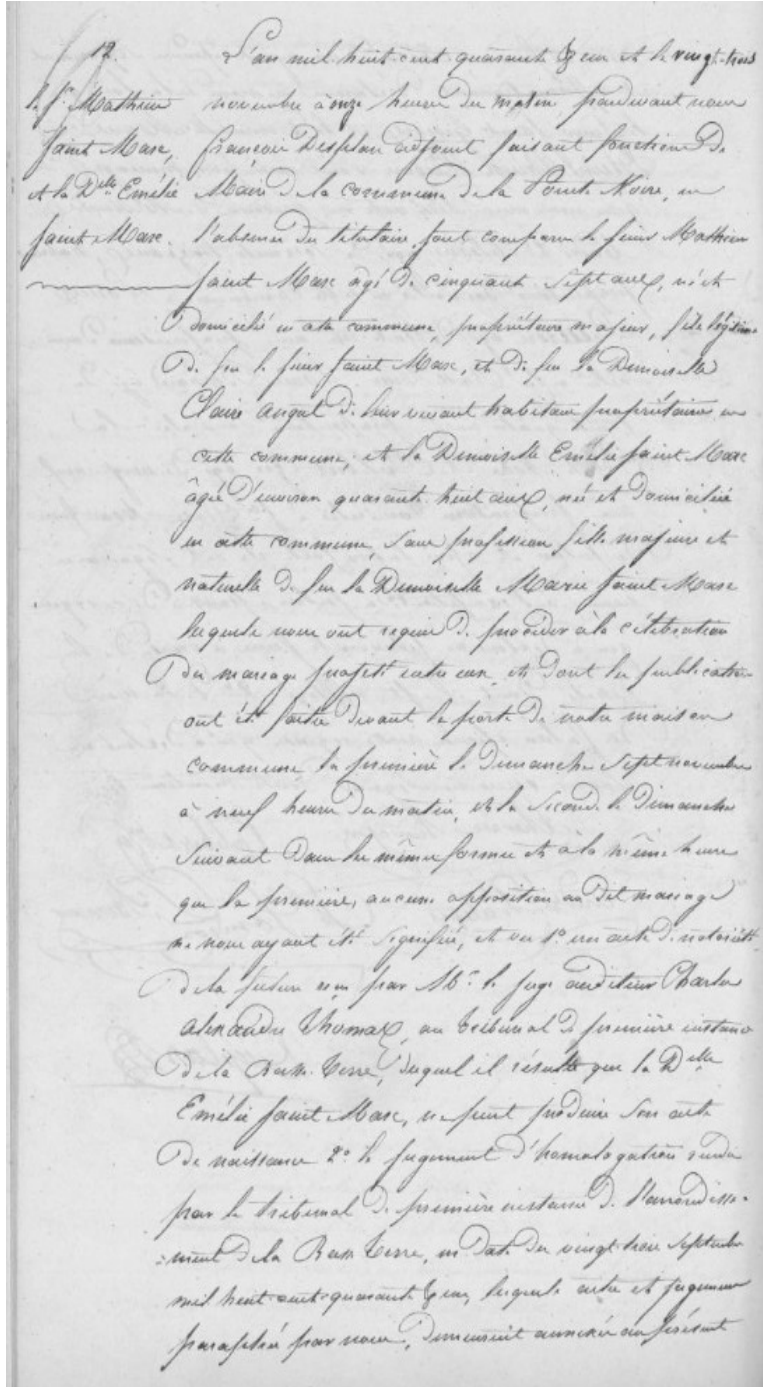 17.
le Sr. Mathieu
Saint Marc,
et la Dlle Emélie
Saint Marc.
L'an mil huit cent quarante & un et le vingt-trois
novembre à onze heures du matin, pardevant nous
françois Desplan adjoint faisant fonctions de
Maire de la commune de la Pointe Noire, en
l'absence du titulaire, sont comparus le sieur Mathieu
Saint Marc âgé de cinquante sept ans, né et
domicilié en cette commune, propriétaire majeur, fils légitime
de feu le sieur Saint Marc, et de feu la Demoiselle
Claire Angot de leur vivant habitans propriétaires en
cette commune; et la Demoiselle Emélie Saint Marc
âgée d'environ quarante huit ans, née et domiciliée
en cette commune, sans profession fille majeure et
naturelle de feu la Demoiselle Marie Saint Marc
lesquels nous ont requis de procéder à la célébration
du mariage projeté entre eux, et dont les publications
ont été faites devant la porte de notre maison
commune, la première le dimanche sept novembre
à neuf heures du matin, et la seconde le dimanche
suivant dans les mêmes formes et à la même heure
que la première, aucune opposition au dit mariage
ne nous ayant été signifiée, et vu 1° un acte de notoriété
de la future reçu par Mr. le juge auditeur Charles
alexandre Thomas, au tribunal de première instance
de la Basse-Terre, duquel il résulte que la Dlle
Emélie Saint Marc, ne peut produire son acte
de naissance 2° le jugement d'homologation rendu
par le tribunal de première instance de l'arrondisse-
=ment de la Basse Terre, en date du vingt trois Septembre
mil huit cent quarante & un, lesquels acte et jugement
paraphés par nous, demeurent annexés au présent